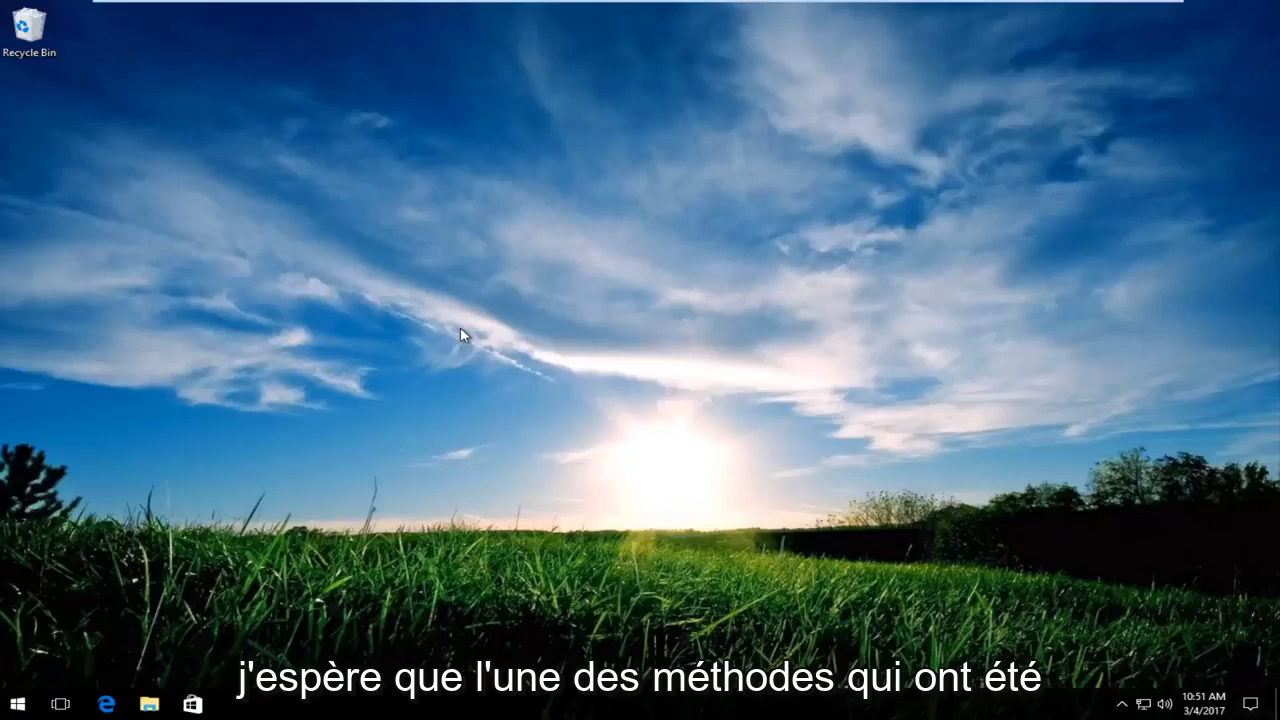 Recycle Bin
j'espère que l'une des méthodes qui ont été
10:51 AM
3/4/2017